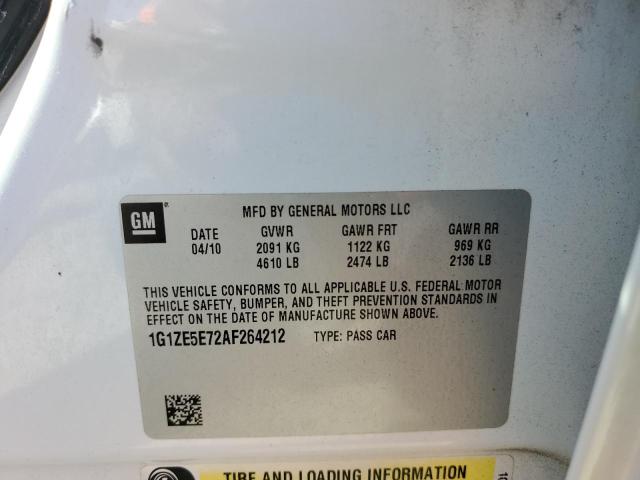 GM
MFD BY GENERAL MOTORS LLC
DATE GVWR GAWR FRT GAWR RR
04/10 2091 KG 1122 KG 969 KG
4610 LB 2474 LB 2136 LB
THIS VEHICLE CONFORMS TO ALL APPLICABLE U.S. FEDERAL MOTOR
VEHICLE SAFETY, BUMPER, AND THEFT PREVENTION STANDARDS IN
EFFECT ON THE DATE OF MANUFACTURE SHOWN ABOVE.
1G1ZE5E72AF264212 TYPE: PASS CAR
TIRE AND LOADING INFORMATION